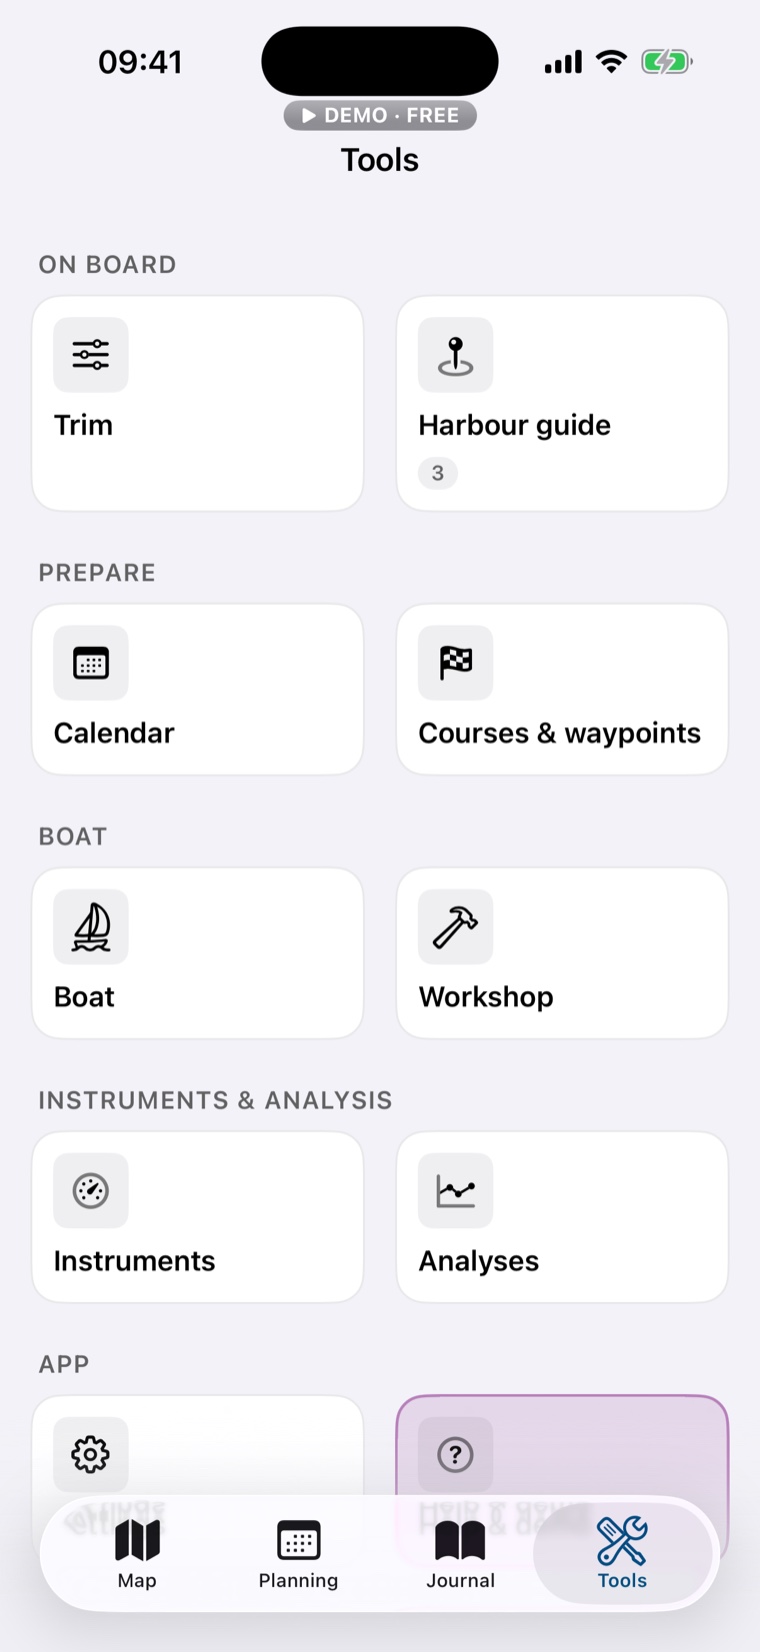 09:41
DEMO · FREE
Tools
ON BOARD
Trim
Harbour guide
3
PREPARE
Calendar
Courses & waypoints
BOAT
Boat
Workshop
INSTRUMENTS & ANALYSIS
Instruments
Analyses
APP
?
Map
Planning
Journal
Tools